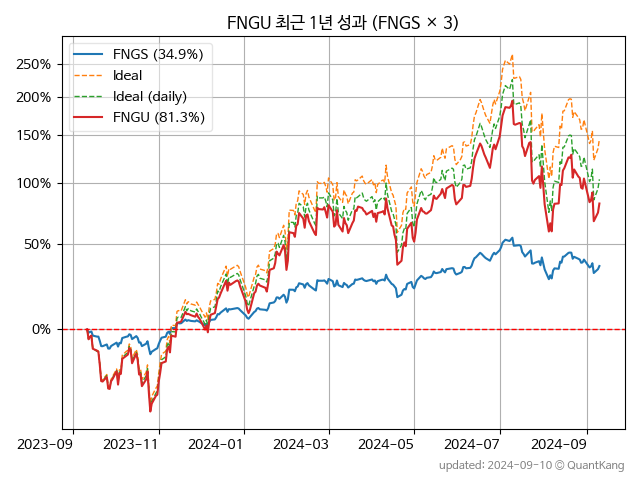 FNGU 최근 1년 성과 (FNGS × 3)
FNGS (34.9%)
Ideal
Ideal (daily)
FNGU (81.3%)
250%
200%
150%
100%
50%
0%
2023-09 2023-11 2024-01 2024-03 2024-05 2024-07 2024-09
updated: 2024-09-10 © QuantKang